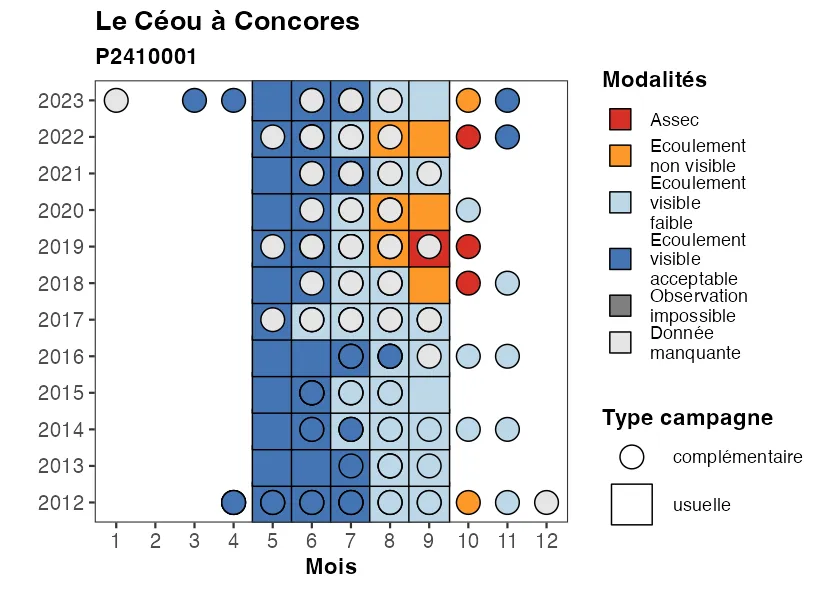 Le Céou à Concores
P2410001
2023
2022
2021
2020
2019
2018
2017
2016
2015
2014
2013
2012
1 2 3 4 5 6 7 8 9 10 11 12
Mois
Modalités
Assec
Ecoulement
non visible
Ecoulement
visible
faible
Ecoulement
visible
acceptable
Observation
impossible
Donnée
manquante
Type campagne
complémentaire
usuelle